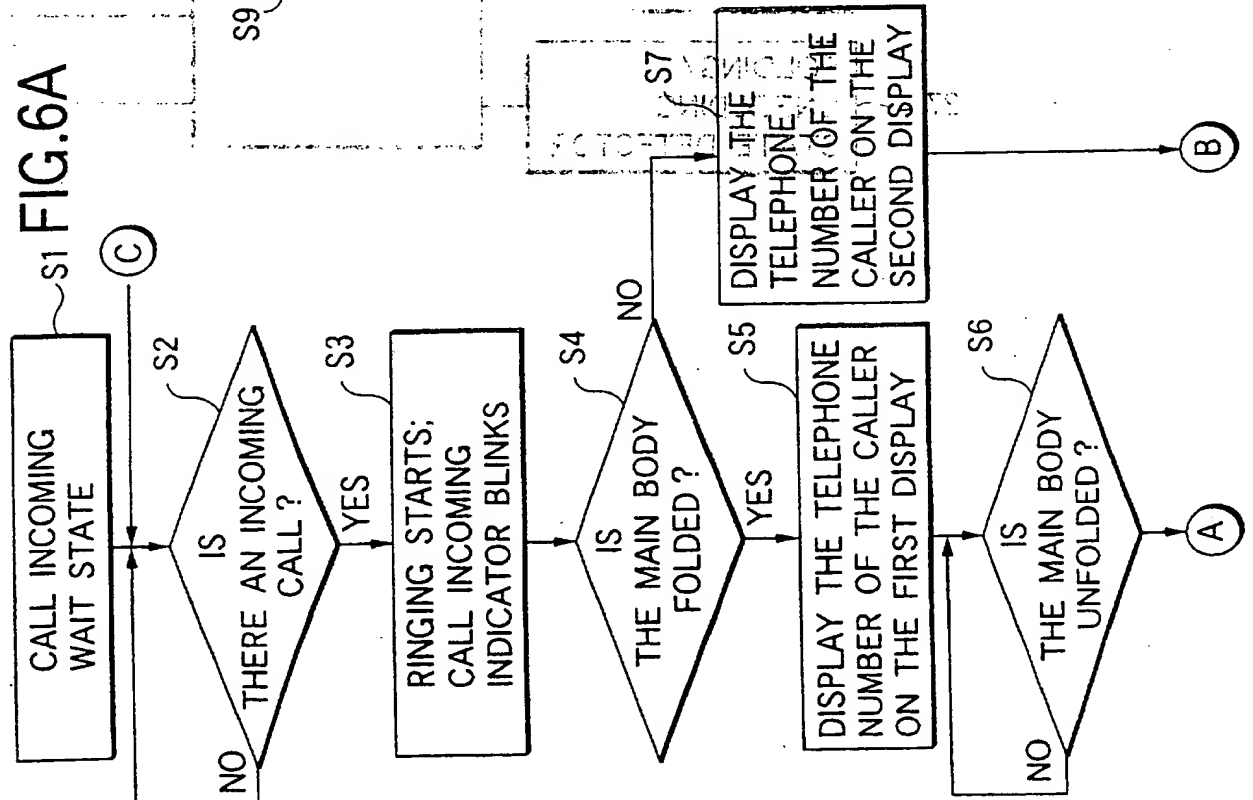 FIG.6A
S1
CALL INCOMING
WAIT STATE
C
S2
IS
THERE AN INCOMING
CALL?
NO
YES
S3
RINGING STARTS;
CALL INCOMING
INDICATOR BLINKS
S4
IS
THE MAIN BODY
FOLDED?
NO
YES
S5
DISPLAY THE TELEPHONE
NUMBER OF THE CALLER
ON THE FIRST DISPLAY
S7
DISPLAY THE
TELEPHONE
NUMBER OF THE
CALLER ON THE
SECOND DISPLAY
S6
IS
THE MAIN BODY
UNFOLDED?
NO
A
B
S9